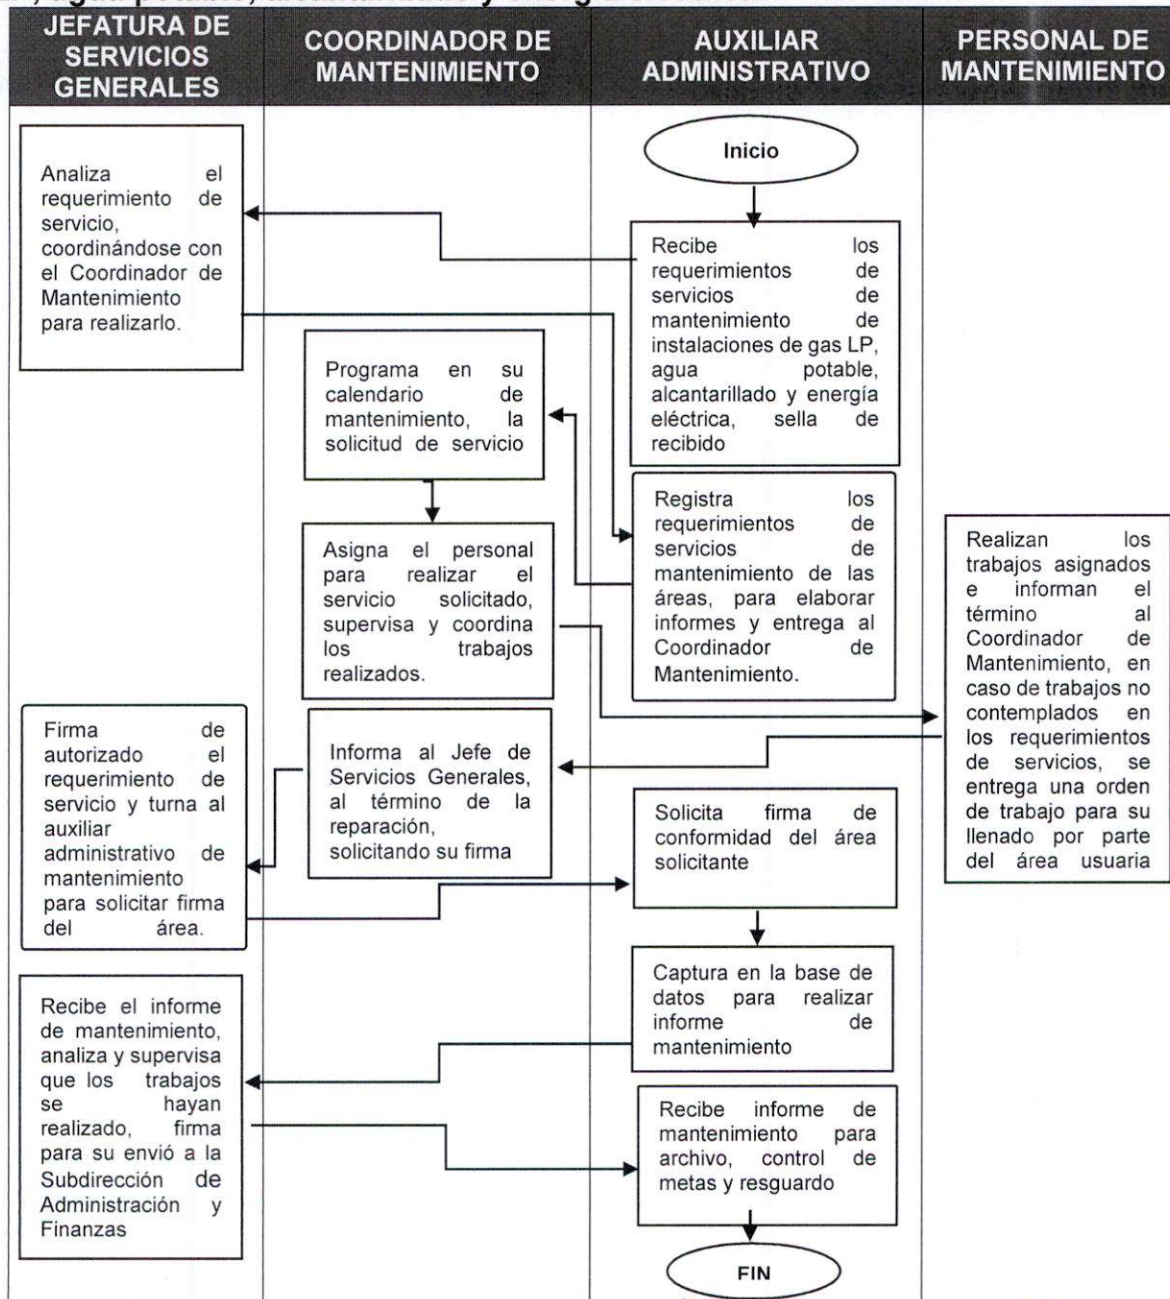 , agua potable, alcantarillado y energía
JEFATURA DE
SERVICIOS
GENERALES
COORDINADOR DE
MANTENIMIENTO
AUXILIAR
ADMINISTRATIVO
PERSONAL DE
MANTENIMIENTO
Inicio
Recibe los
requerimientos de
servicios de
mantenimiento de
instalaciones de gas LP,
agua potable,
alcantarillado y energía
eléctrica, sella de
recibido
Analiza el
requerimiento de
servicio,
coordinándose con
el Coordinador de
Mantenimiento
para realizarlo.
Registra los
requerimientos de
servicios de
mantenimiento de las
áreas, para elaborar
informes y entrega al
Coordinador de
Mantenimiento.
Programa en su
calendario de
mantenimiento, la
solicitud de servicio
Asigna el personal
para realizar el
servicio solicitado,
supervisa y coordina
los trabajos
realizados.
Realizan los
trabajos asignados
e informan el
término al
Coordinador de
Mantenimiento, en
caso de trabajos no
contemplados en
los requerimientos
de servicios, se
entrega una orden
de trabajo para su
llenado por parte
del área usuaria
Informa al Jefe de
Servicios Generales,
al término de la
reparación,
solicitando su firma
Firma de
autorizado el
requerimiento de
servicio y turna al
auxiliar
administrativo de
mantenimiento
para solicitar firma
del área.
Solicita firma de
conformidad del área
solicitante
Captura en la base de
datos para realizar
informe de
mantenimiento
Recibe el informe
de mantenimiento,
analiza y supervisa
que los trabajos
se hayan
realizado, firma
para su envió a la
Subdirección de
Administración y
Finanzas
Recibe informe de
mantenimiento para
archivo, control de
metas y resguardo
FIN